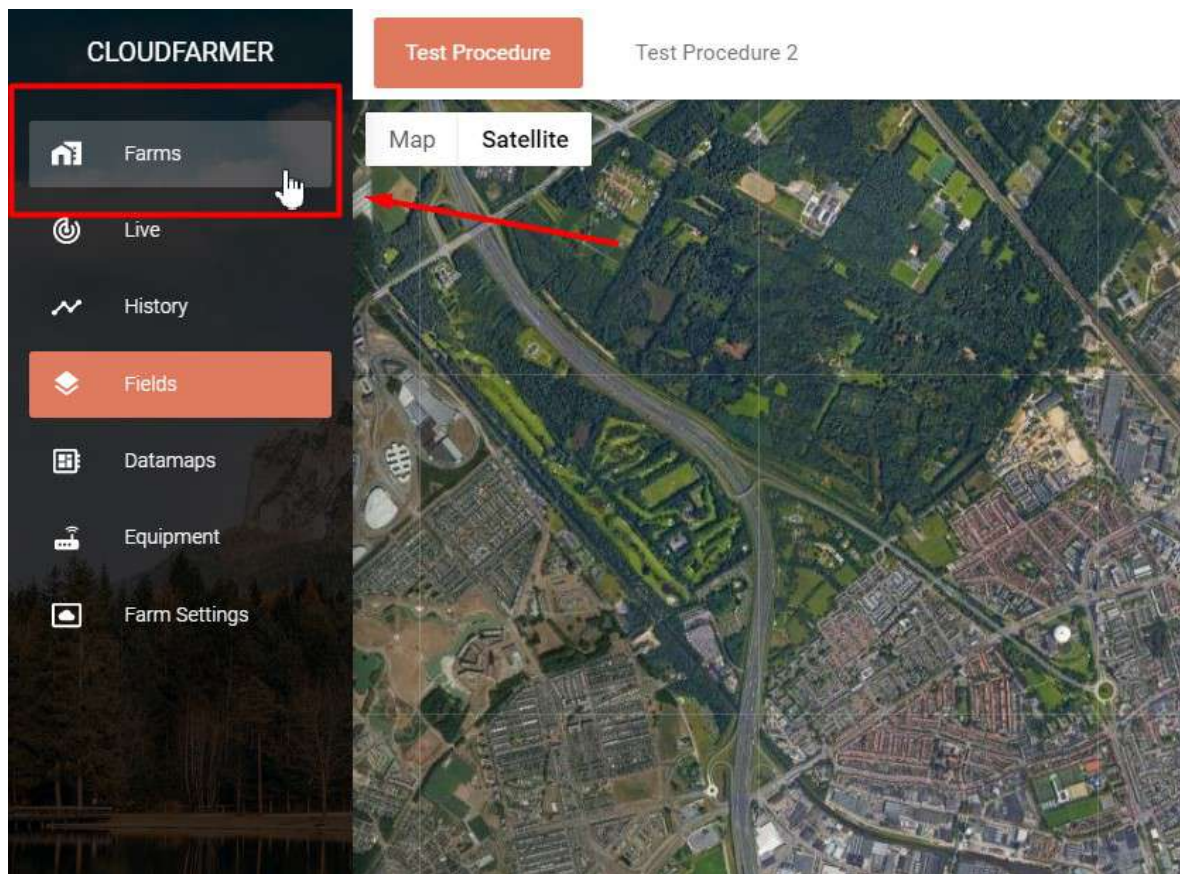 CLOUDFARMER
Farms
Live
History
Fields
Datamaps
Equipment
Farm Settings
Test Procedure
Test Procedure 2
Map
Satellite